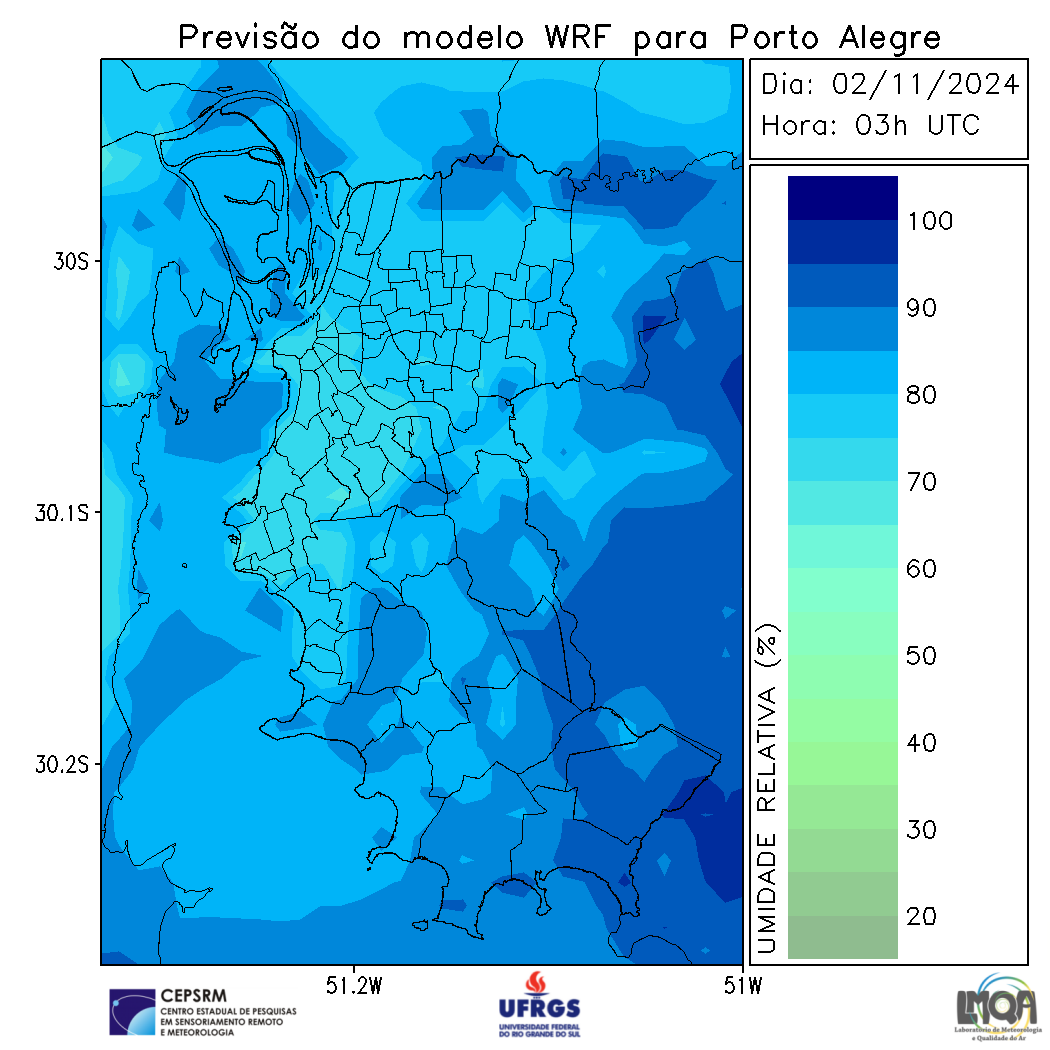 Previsão do modelo WRF para Porto Alegre
Dia: 02/11/2024
Hora: 03h UTC
30S
30.1S
30.2S
51.2W
51W
UMIDADE RELATIVA (%)
100
90
80
70
60
50
40
30
20
CEPSRM
CENTRO ESTADUAL DE PESQUISAS
EM SENSORIAMENTO REMOTO
E METEOROLOGIA
UFRGS
UNIVERSIDADE FEDERAL
DO RIO GRANDE DO SUL
LMQA
Laboratório de Meteorologia
e Qualidade do Ar